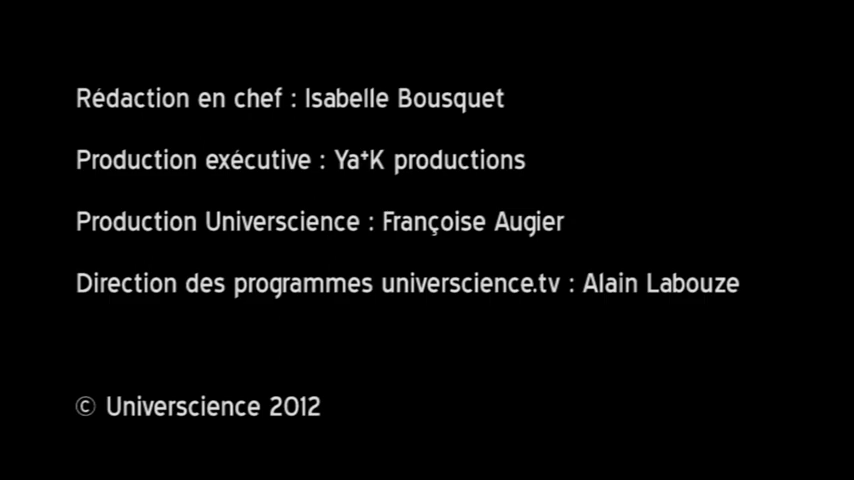 Rédaction en chef : Isabelle Bousquet
Production exécutive : Ya+K productions
Production Universcience : Françoise Augier
Direction des programmes universcience.tv : Alain Labouze
© Universcience 2012